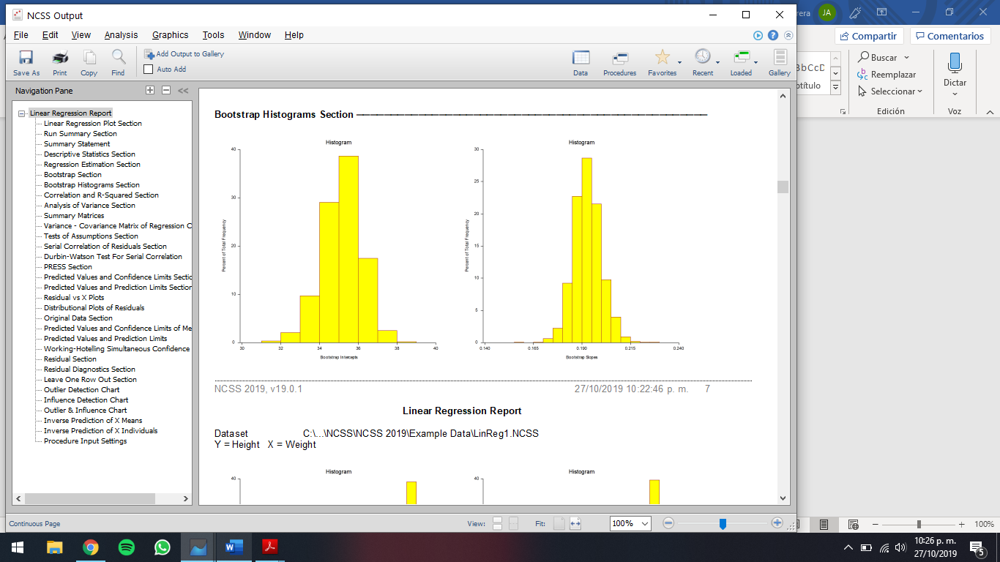 NCSS Output
rera
JA
File Edit View Analysis Graphics Tools Window Help
Save As Print Copy Find
Add Output to Gallery
Auto Add
Data Procedures Favorites Recent Loaded Gallery
Compartir Comentarios
Buscar
Reemplazar
Seleccionar
Edición
Dictar
Voz
Navigation Pane
Linear Regression Report
Linear Regression Plot Section
Run Summary Section
Summary Statement
Descriptive Statistics Section
Regression Estimation Section
Bootstrap Section
Bootstrap Histograms Section
Correlation and R-Squared Section
Analysis of Variance Section
Summary Matrices
Variance - Covariance Matrix of Regression C
Tests of Assumptions Section
Serial Correlation of Residuals Section
Durbin-Watson Test For Serial Correlation
PRESS Section
Predicted Values and Confidence Limits Sectio
Predicted Values and Prediction Limits Section
Residual vs X Plots
Distributional Plots of Residuals
Original Data Section
Predicted Values and Confidence Limits of Me
Predicted Values and Prediction Limits
Working-Hotelling Simultaneous Confidence
Residual Section
Residual Diagnostics Section
Leave One Row Out Section
Outlier Detection Chart
Influence Detection Chart
Outlier & Influence Chart
Inverse Prediction of X Means
Inverse Prediction of X Individuals
Procedure Input Settings
Bootstrap Histograms Section
Histogram
Percent of Total Frequency
40
30
20
10
0
30 32 34 36 38 40
Bootstrap Intercepts
Histogram
Percent of Total Frequency
30
25
20
15
10
5
0
0.140 0.165 0.190 0.215 0.240
Bootstrap Slopes
NCSS 2019, v19.0.1 27/10/2019 10:22:46 p. m. 7
Linear Regression Report
Dataset C:\...\NCSS\NCSS 2019\Example Data\LinReg1.NCSS
Y = Height X = Weight
Histogram
40
Histogram
40
Continuous Page
View: Fit: 100%
100%
10:26 p. m.
27/10/2019
5